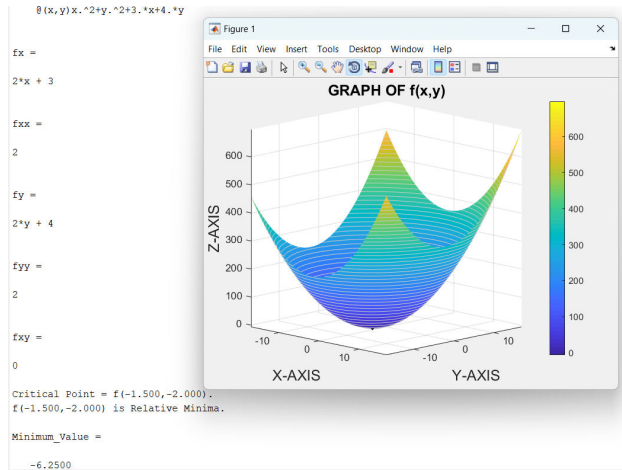 @(x,y)x.^2+y.^2+3.*x+4.*y
fx =
2*x + 3
fxx =
2
fy =
2*y + 4
fyy =
2
fxy =
0
Critical Point = f(-1.500,-2.000).
f(-1.500,-2.000) is Relative Minima.
Minimum_Value =
-6.2500
Figure 1
File Edit View Insert Tools Desktop Window Help
GRAPH OF f(x,y)
Z-AXIS
600
500
400
300
200
100
0
-10
0
10
X-AXIS
-10
0
10
Y-AXIS
600
500
400
300
200
100
0